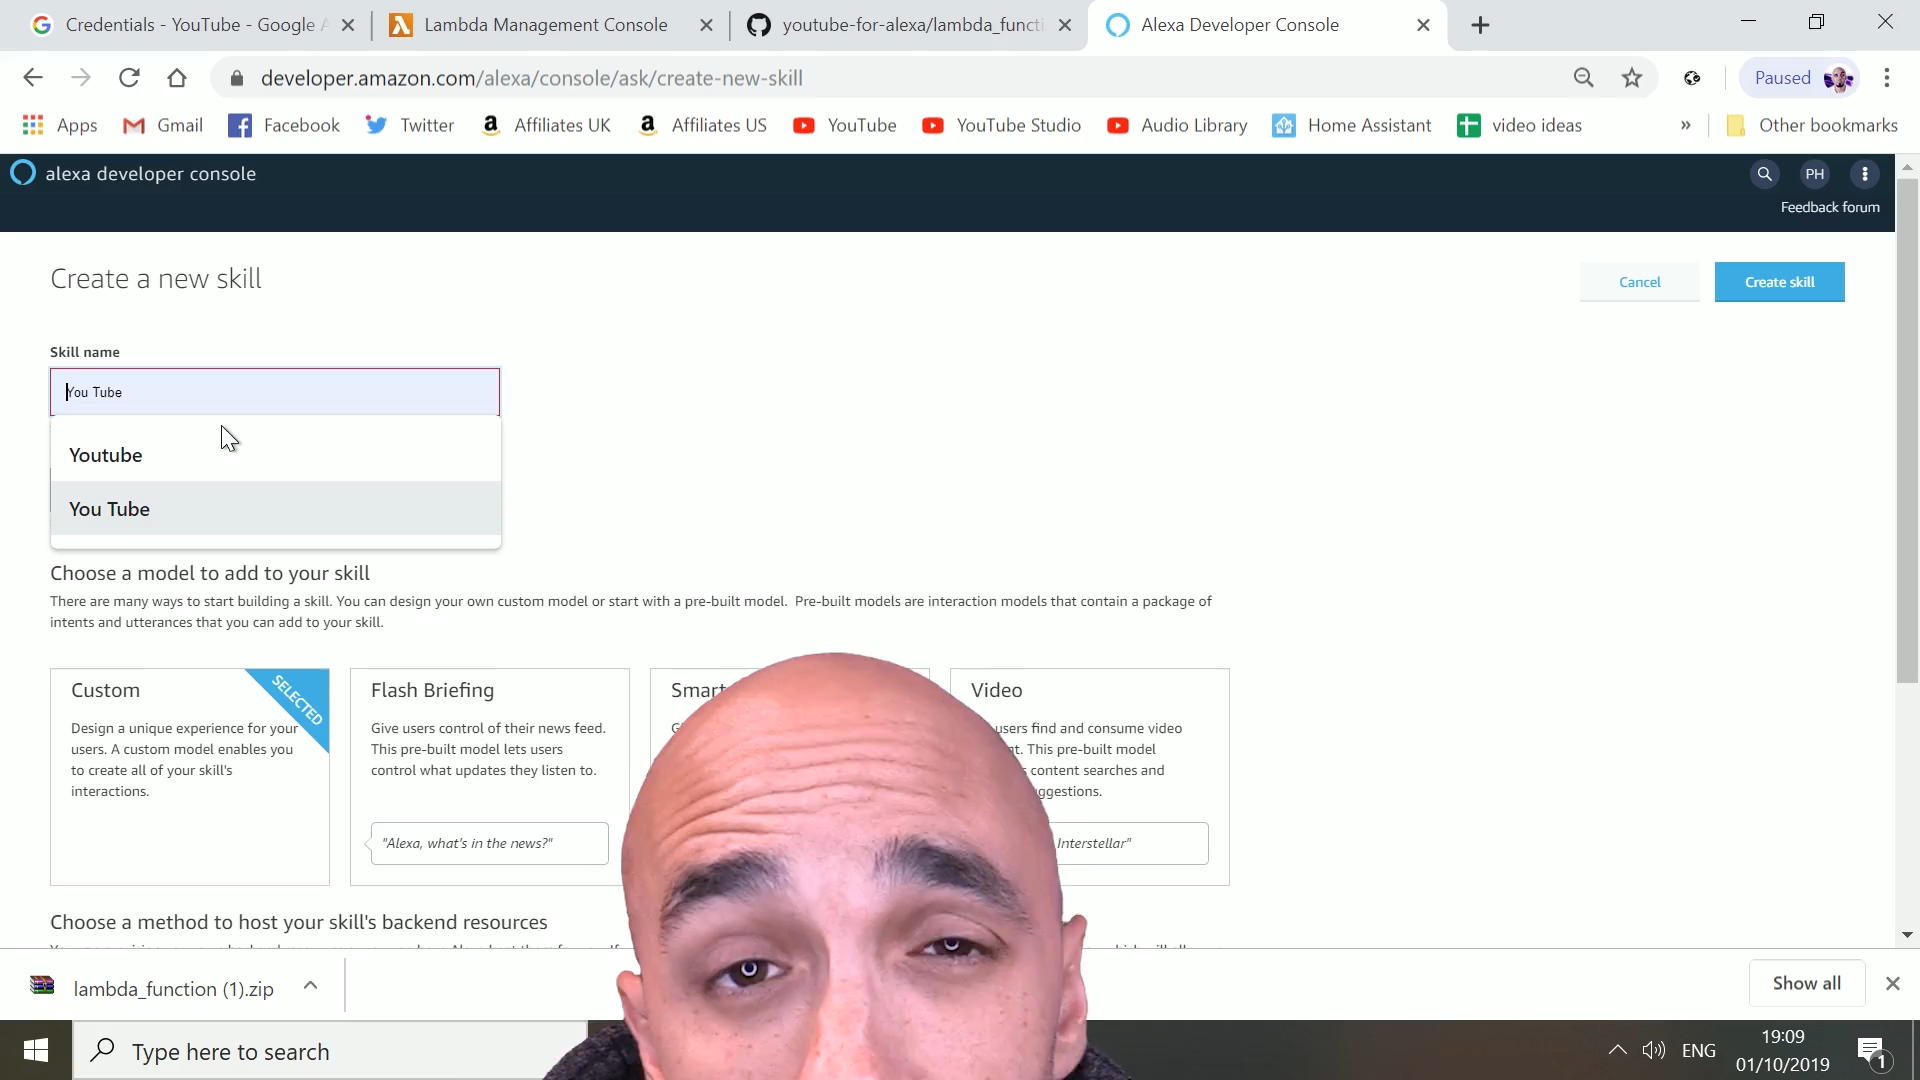 Credentials - YouTube - Google A
Lambda Management Console
youtube-for-alexa/lambda_functi
Alexa Developer Console
developer.amazon.com/alexa/console/ask/create-new-skill
Paused
Apps
Gmail
Facebook
Twitter
Affiliates UK
Affiliates US
YouTube
YouTube Studio
Audio Library
Home Assistant
video ideas
»
Other bookmarks
alexa developer console
PH
Feedback forum
Create a new skill
Cancel
Create skill
Skill name
You Tube
Youtube
You Tube
Choose a model to add to your skill
There are many ways to start building a skill. You can design your own custom model or start with a pre-built model. Pre-built models are interaction models that contain a package of
intents and utterances that you can add to your skill.
Custom
SELECTED
Design a unique experience for your
users. A custom model enables you
to create all of your skill's
interactions.
Flash Briefing
Give users control of their news feed.
This pre-built model lets users
control what updates they listen to.
"Alexa, what's in the news?"
Smart
Video
users find and consume video
This pre-built model
content searches and
Interstellar"
Choose a method to host your skill's backend resources
lambda_function (1).zip
Show all
Type here to search
ENG
19:09
01/10/2019
1